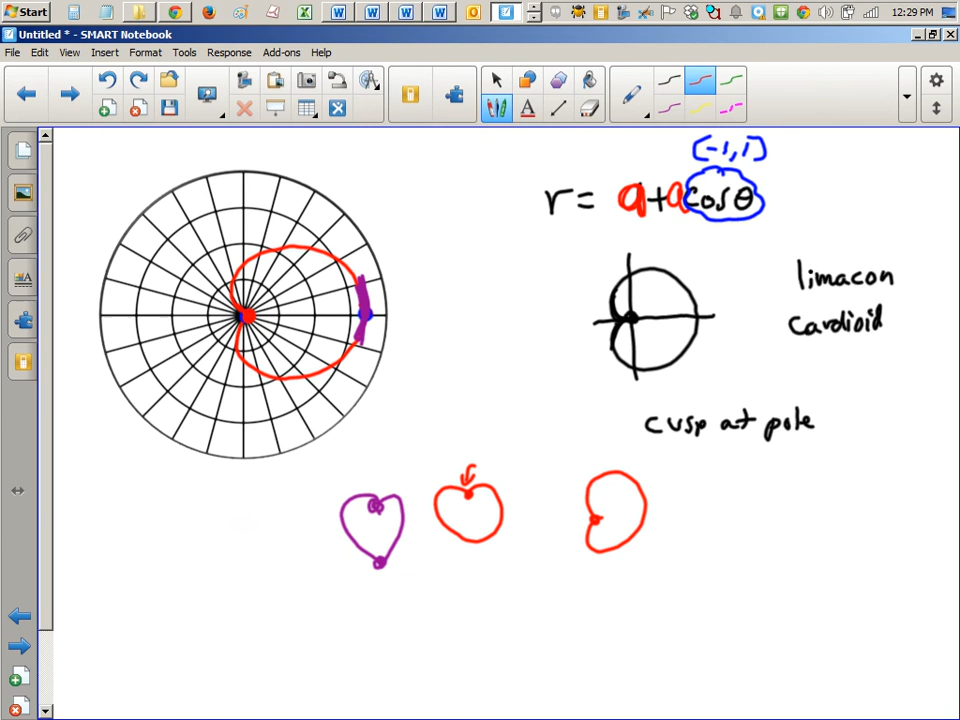 Start
12:29 PM
Untitled * - SMART Notebook
File Edit View Insert Format Tools Response Add-ons Help
[-1,1]
r = a+acosθ
limacon
cardioid
cusp at pole